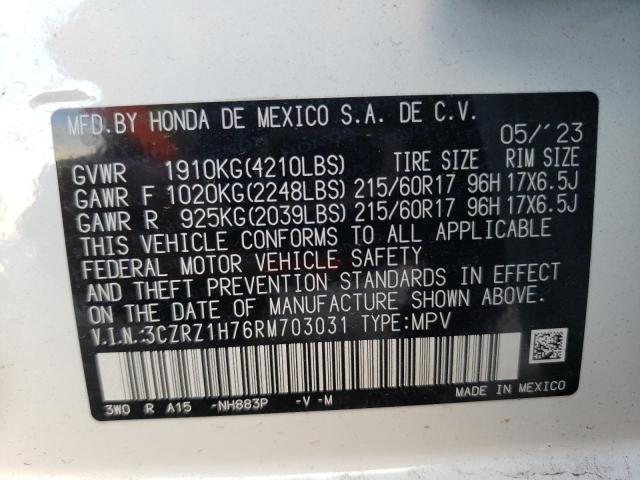 MFD.BY HONDA DE MEXICO S.A. DE C.V.
05/'23
GVWR 1910KG(4210LBS) TIRE SIZE RIM SIZE
GAWR F 1020KG(2248LBS) 215/60R17 96H 17X6.5J
GAWR R 925KG(2039LBS) 215/60R17 96H 17X6.5J
THIS VEHICLE CONFORMS TO ALL APPLICABLE
FEDERAL MOTOR VEHICLE SAFETY
AND THEFT PREVENTION STANDARDS IN EFFECT
ON THE DATE OF MANUFACTURE SHOWN ABOVE.
V.I.N.:3CZRZ1H76RM703031 TYPE:MPV
3W0 R A15 -NH883P -V -M
MADE IN MEXICO